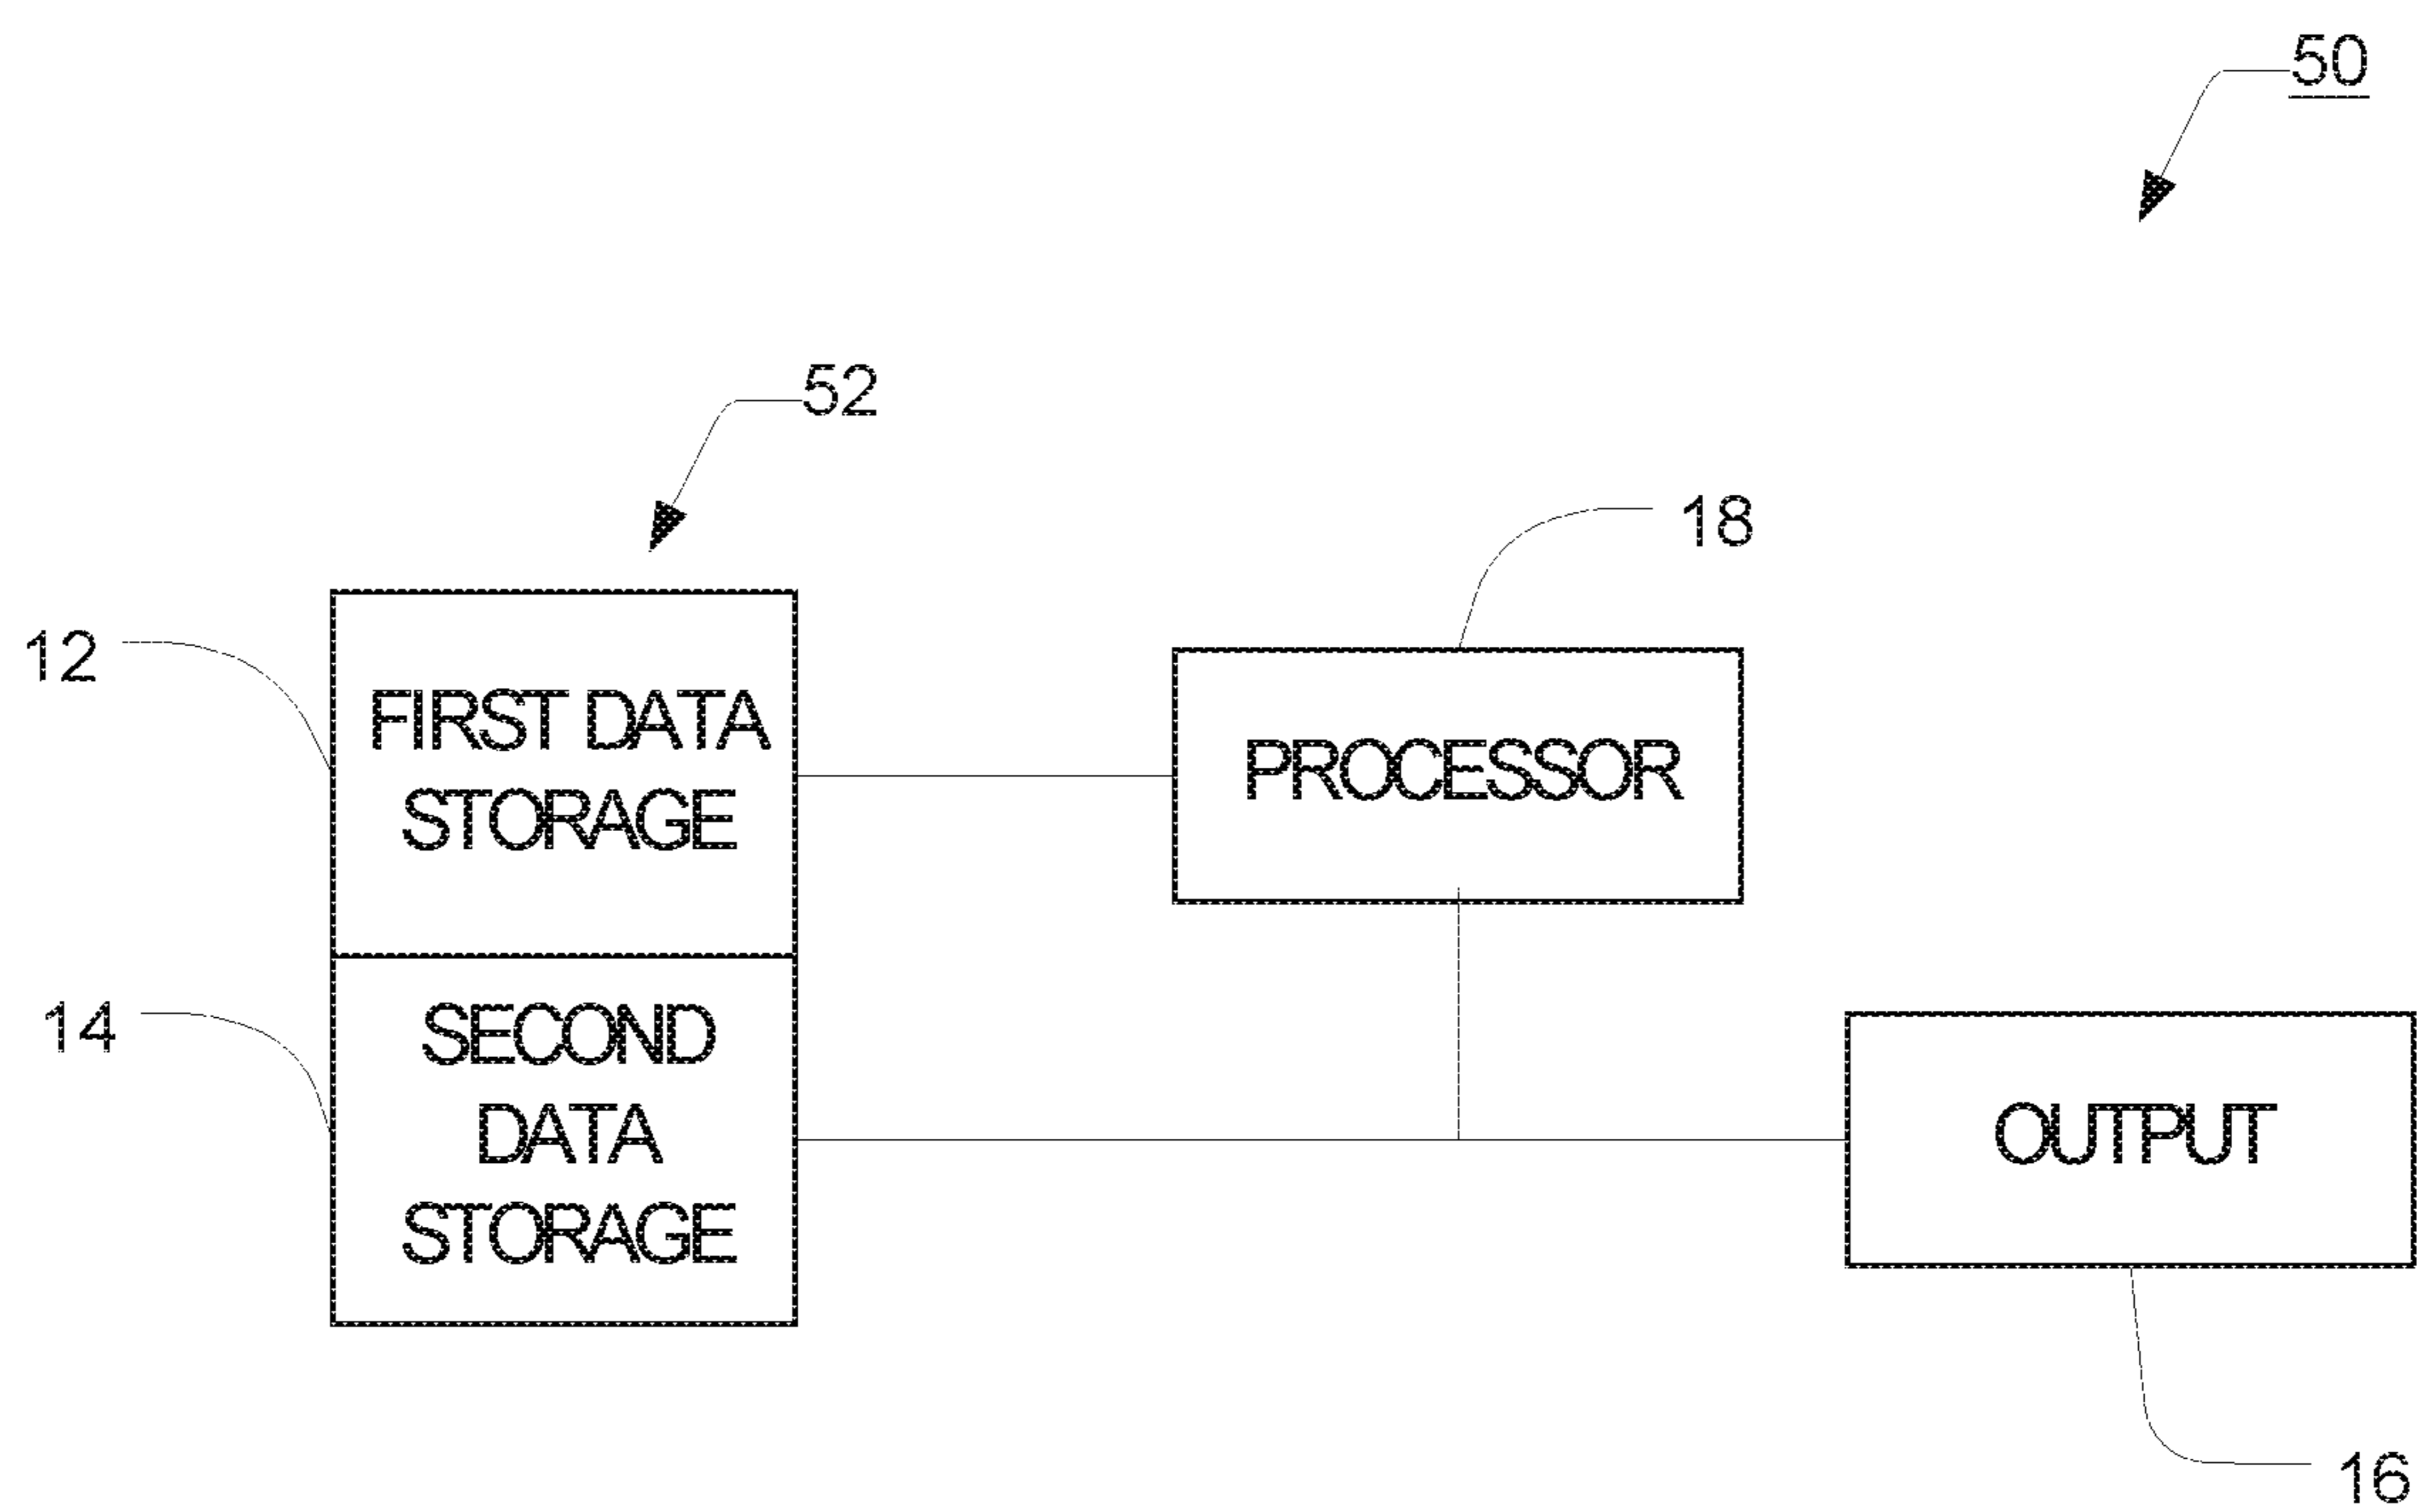 50
52
18
12
FIRST DATA
STORAGE
PROCESSOR
14
SECOND
DATA
STORAGE
OUTPUT
16